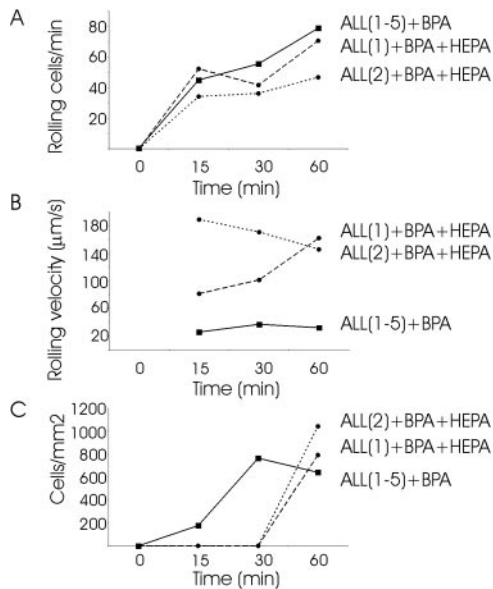 A
Rolling cells/min
80
60
40
20
0 15 30 60
Time (min)
ALL(1-5)+BPA
ALL(1)+BPA+HEPA
ALL(2)+BPA+HEPA
B
Rolling velocity (μm/s)
180
140
100
60
20
0 15 30 60
Time (min)
ALL(1)+BPA+HEPA
ALL(2)+BPA+HEPA
ALL(1-5)+BPA
C
Cells/mm2
1200
1000
800
600
400
200
0 15 30 60
Time (min)
ALL(2)+BPA+HEPA
ALL(1)+BPA+HEPA
ALL(1-5)+BPA